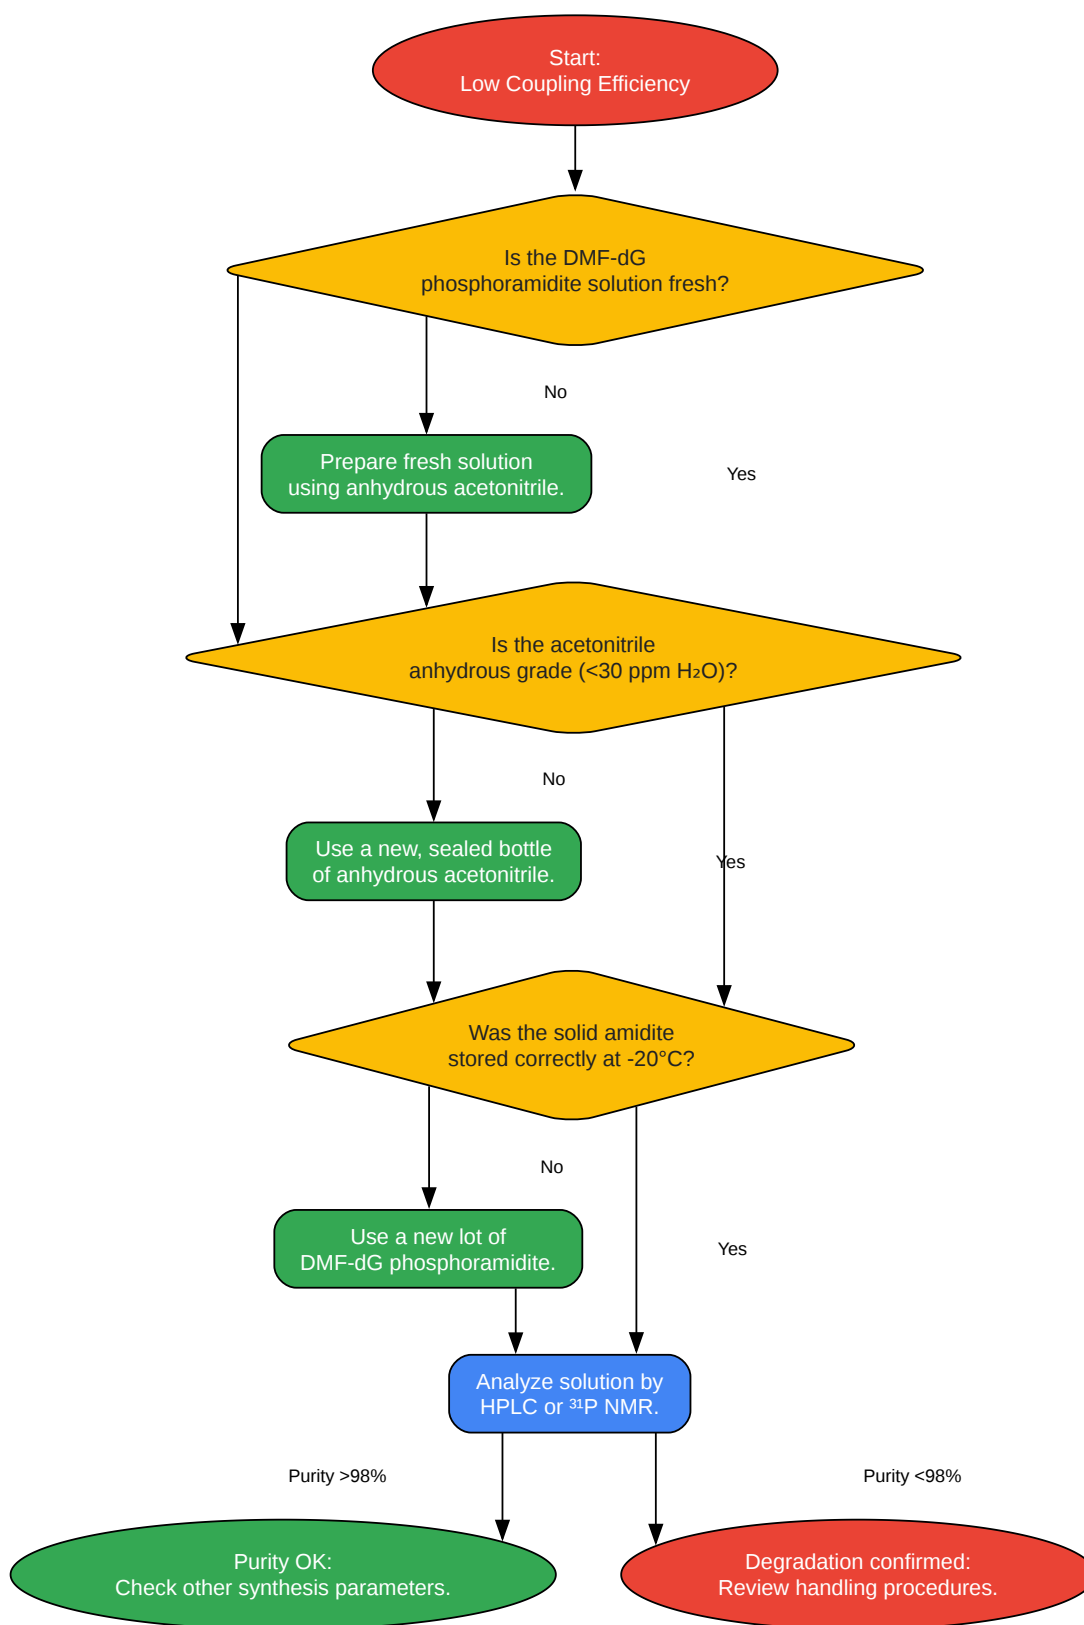 Start:
Low Coupling Efficiency
Is the DMF-dG
phosphoramidite solution fresh?
No
Prepare fresh solution
using anhydrous acetonitrile.
Yes
Is the acetonitrile
anhydrous grade (<30 ppm H₂O)?
No
Use a new, sealed bottle
of anhydrous acetonitrile.
Yes
Was the solid amidite
stored correctly at -20°C?
No
Use a new lot of
DMF-dG phosphoramidite.
Yes
Analyze solution by
HPLC or ³¹P NMR.
Purity >98%
Purity <98%
Purity OK:
Check other synthesis parameters.
Degradation confirmed:
Review handling procedures.